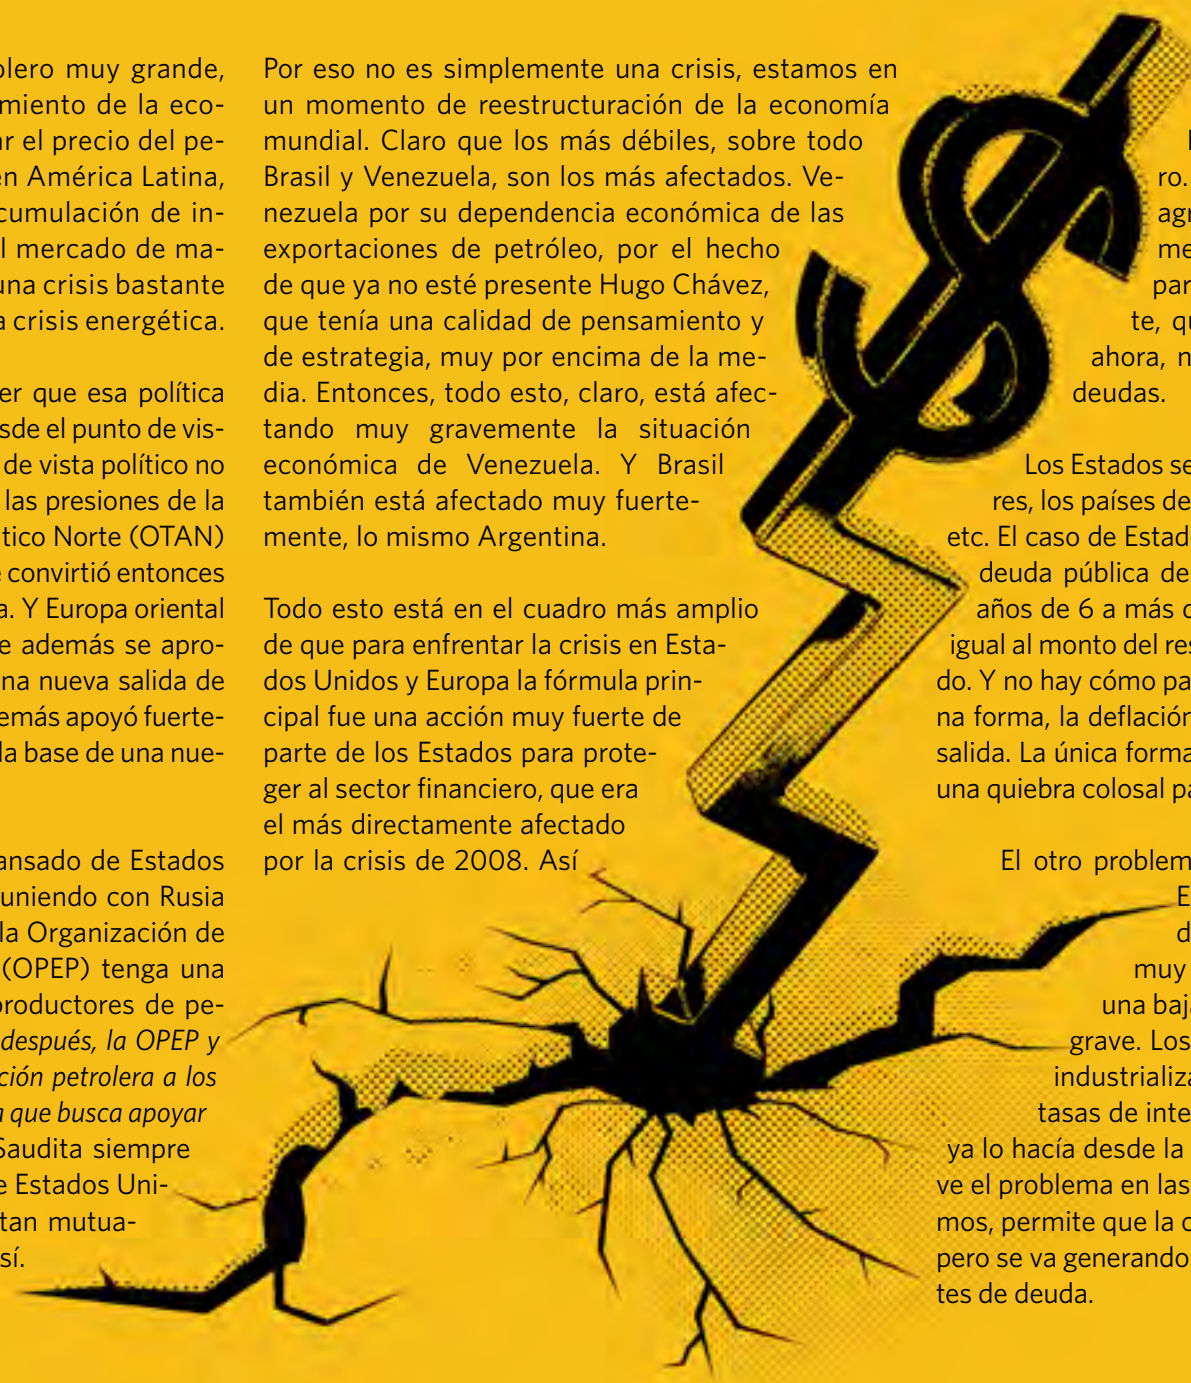 olero muy grande,
miento de la eco-
ar el precio del pe-
en América Latina,
cumulación de in-
l mercado de ma-
una crisis bastante
a crisis energética.
er que esa política
sde el punto de vis-
de vista político no
las presiones de la
tico Norte (OTAN)
e convirtió entonces
a. Y Europa oriental
e además se apro-
na nueva salida de
emás apoyó fuerte-
la base de una nue-
ansado de Estados
uniendo con Rusia
la Organización de
(OPEP) tenga una
productores de pe-
después, la OPEP y
ción petrolera a los
a que busca apoyar
Saudita siempre
e Estados Uni-
tan mutua-
sí.
Por eso no es simplemente una crisis, estamos en
un momento de reestructuración de la economía
mundial. Claro que los más débiles, sobre todo
Brasil y Venezuela, son los más afectados. Ve-
nezuela por su dependencia económica de las
exportaciones de petróleo, por el hecho
de que ya no esté presente Hugo Chávez,
que tenía una calidad de pensamiento y
de estrategia, muy por encima de la me-
dia. Entonces, todo esto, claro, está afec-
tando muy gravemente la situación
económica de Venezuela. Y Brasil
también está afectado muy fuerte-
mente, lo mismo Argentina.
Todo esto está en el cuadro más amplio
de que para enfrentar la crisis en Esta-
dos Unidos y Europa la fórmula prin-
cipal fue una acción muy fuerte de
parte de los Estados para prote-
ger al sector financiero, que era
el más directamente afectado
por la crisis de 2008. Así
ro.
agr
me
par
te, qu
ahora, n
deudas.
Los Estados se
res, los países de
etc. El caso de Estad
deuda pública de
años de 6 a más d
igual al monto del res
do. Y no hay cómo pa
na forma, la deflación
salida. La única forma
una quiebra colosal pa
El otro problem
E
d
muy
una baja
grave. Los
industrializa
tasas de inte
ya lo hacía desde la
ve el problema en las
mos, permite que la
pero se va generando
tes de deuda.